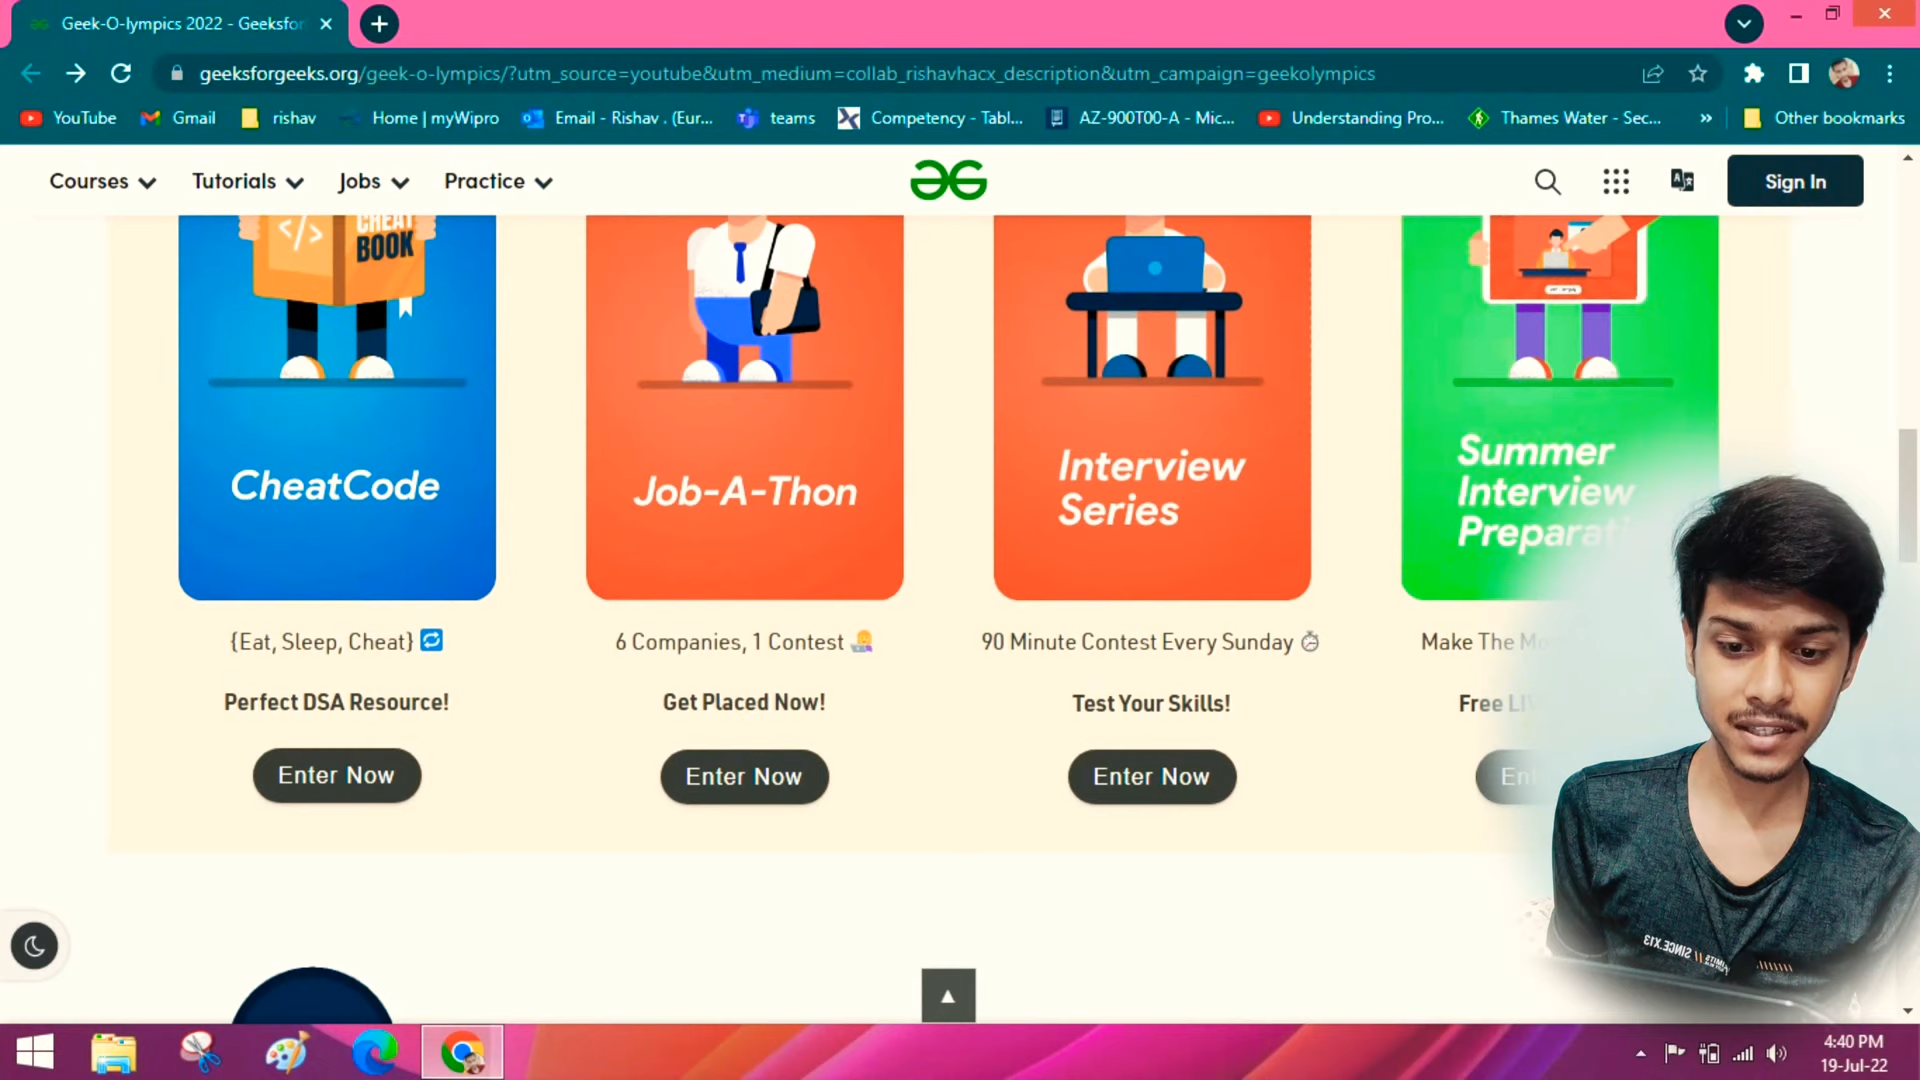 Geek-O-lympics 2022 - Geeksfor
geeksforgeeks.org/geek-o-lympics/?utm_source=youtube&utm_medium=collab_rishavhacx_description&utm_campaign=geekolympics
YouTube Gmail rishav Home | myWipro Email - Rishav . (Eur... teams Competency - Tabl... AZ-900T00-A - Mic... Understanding Pro... Thames Water - Sec... » Other bookmarks
Courses Tutorials Jobs Practice Sign In
</> CHEAT
BOOK
CheatCode
Job-A-Thon
Interview
Series
Summer
Interview
{Eat, Sleep, Cheat}
6 Companies, 1 Contest
90 Minute Contest Every Sunday
Make The
Perfect DSA Resource!
Get Placed Now!
Test Your Skills!
Free
Enter Now
Enter Now
Enter Now
4:40 PM
19-Jul-22